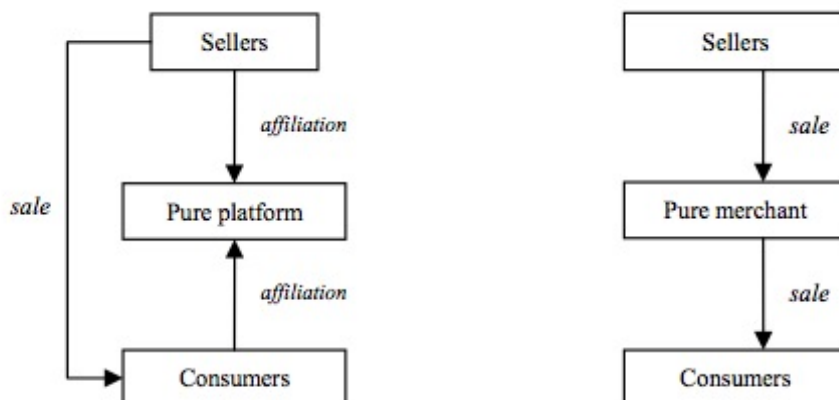 Sellers
affiliation
sale
Pure platform
affiliation
Consumers
Sellers
sale
Pure merchant
sale
Consumers